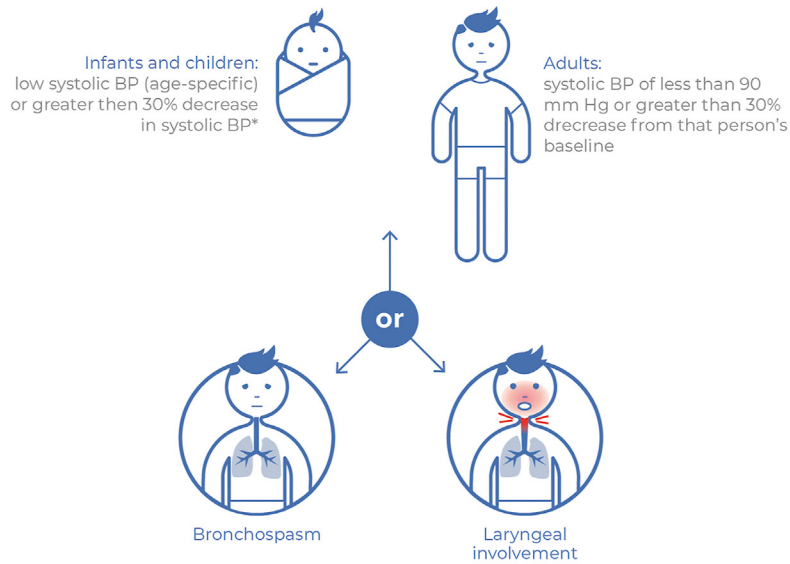 Infants and children:
low systolic BP (age-specific)
or greater then 30% decrease
in systolic BP*
Adults:
systolic BP of less than 90
mm Hg or greater than 30%
drecrease from that person's
baseline
or
Bronchospasm
Laryngeal
involvement